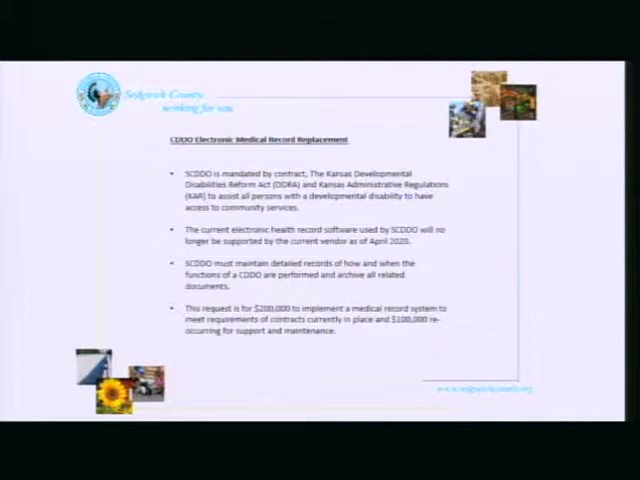 Sedgwick County
working for you
CDDO Electronic Medical Record Replacement
• SCDDO is mandated by contract, The Kansas Developmental
Disabilities Reform Act (DDRA) and Kansas Administrative Regulations
(KAR) to assist all persons with a developmental disability to have
access to community services.
• The current electronic health record software used by SCDDO will no
longer be supported by the current vendor as of April 2020.
• SCDDO must maintain detailed records of how and when the
functions of a CDDO are performed and archive all related
documents.
• This request is for $200,000 to implement a medical record system to
meet requirements of contracts currently in place and $100,000 re-
occurring for support and maintenance.
www.sedgwickcounty.org